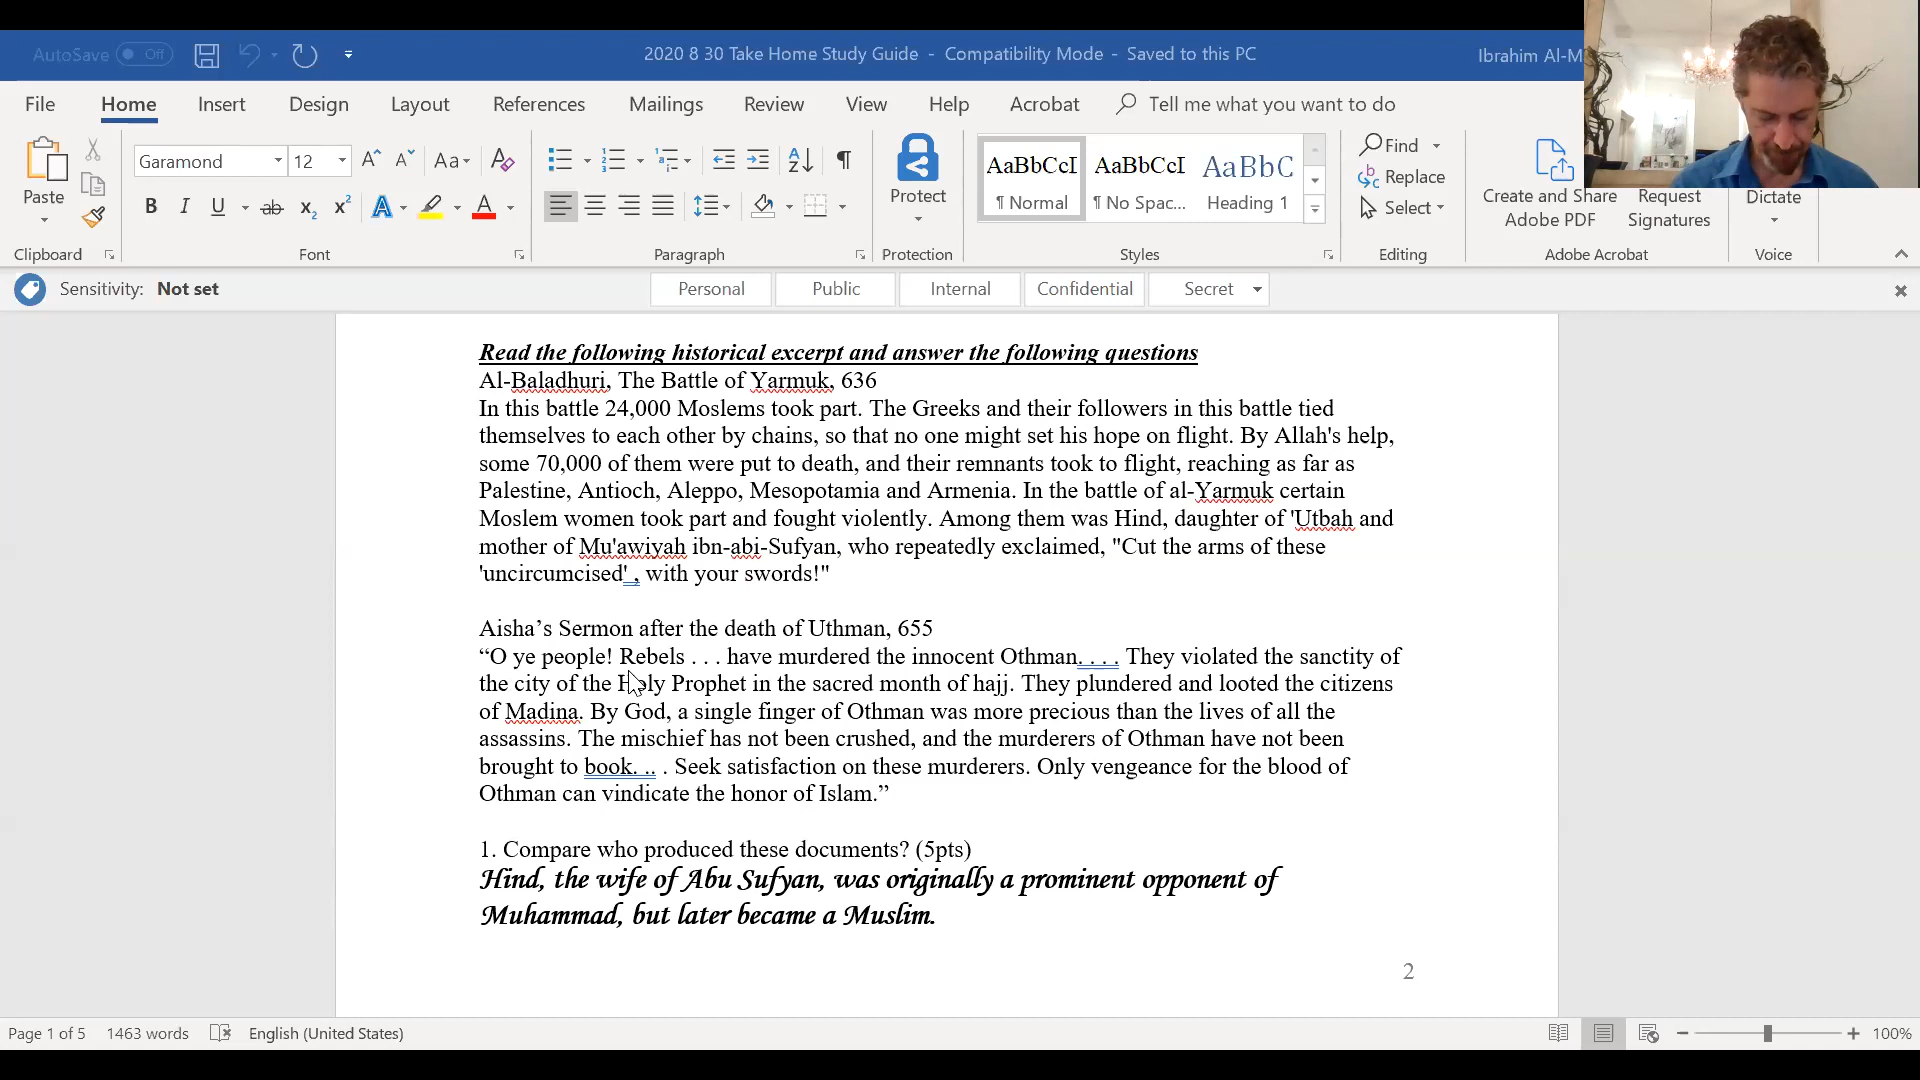 AutoSave Off 2020 8 30 Take Home Study Guide - Compatibility Mode - Saved to this PC Ibrahim Al-M
File Home Insert Design Layout References Mailings Review View Help Acrobat Tell me what you want to do
Garamond 12 Aa
Paste
Protect
AaBbCcI AaBbCcI AaBbC
¶ Normal ¶ No Spac... Heading 1
Find
Replace
Select
Create and Share
Adobe PDF
Request
Signatures
Dictate
B I U ab x₂ x² A A
Clipboard Font Paragraph Protection Styles Editing Adobe Acrobat Voice
Sensitivity: Not set Personal Public Internal Confidential Secret
Read the following historical excerpt and answer the following questions
Al-Baladhuri, The Battle of Yarmuk, 636
In this battle 24,000 Moslems took part. The Greeks and their followers in this battle tied
themselves to each other by chains, so that no one might set his hope on flight. By Allah's help,
some 70,000 of them were put to death, and their remnants took to flight, reaching as far as
Palestine, Antioch, Aleppo, Mesopotamia and Armenia. In the battle of al-Yarmuk certain
Moslem women took part and fought violently. Among them was Hind, daughter of 'Utbah and
mother of Mu'awiyah ibn-abi-Sufyan, who repeatedly exclaimed, "Cut the arms of these
'uncircumcised' , with your swords!"
Aisha’s Sermon after the death of Uthman, 655
“O ye people! Rebels . . . have murdered the innocent Othman. . . . They violated the sanctity of
the city of the Holy Prophet in the sacred month of hajj. They plundered and looted the citizens
of Madina. By God, a single finger of Othman was more precious than the lives of all the
assassins. The mischief has not been crushed, and the murderers of Othman have not been
brought to book. .. . Seek satisfaction on these murderers. Only vengeance for the blood of
Othman can vindicate the honor of Islam.”
1. Compare who produced these documents? (5pts)
Hind, the wife of Abu Sufyan, was originally a prominent opponent of
Muhammad, but later became a Muslim.
2
Page 1 of 5 1463 words English (United States) 100%